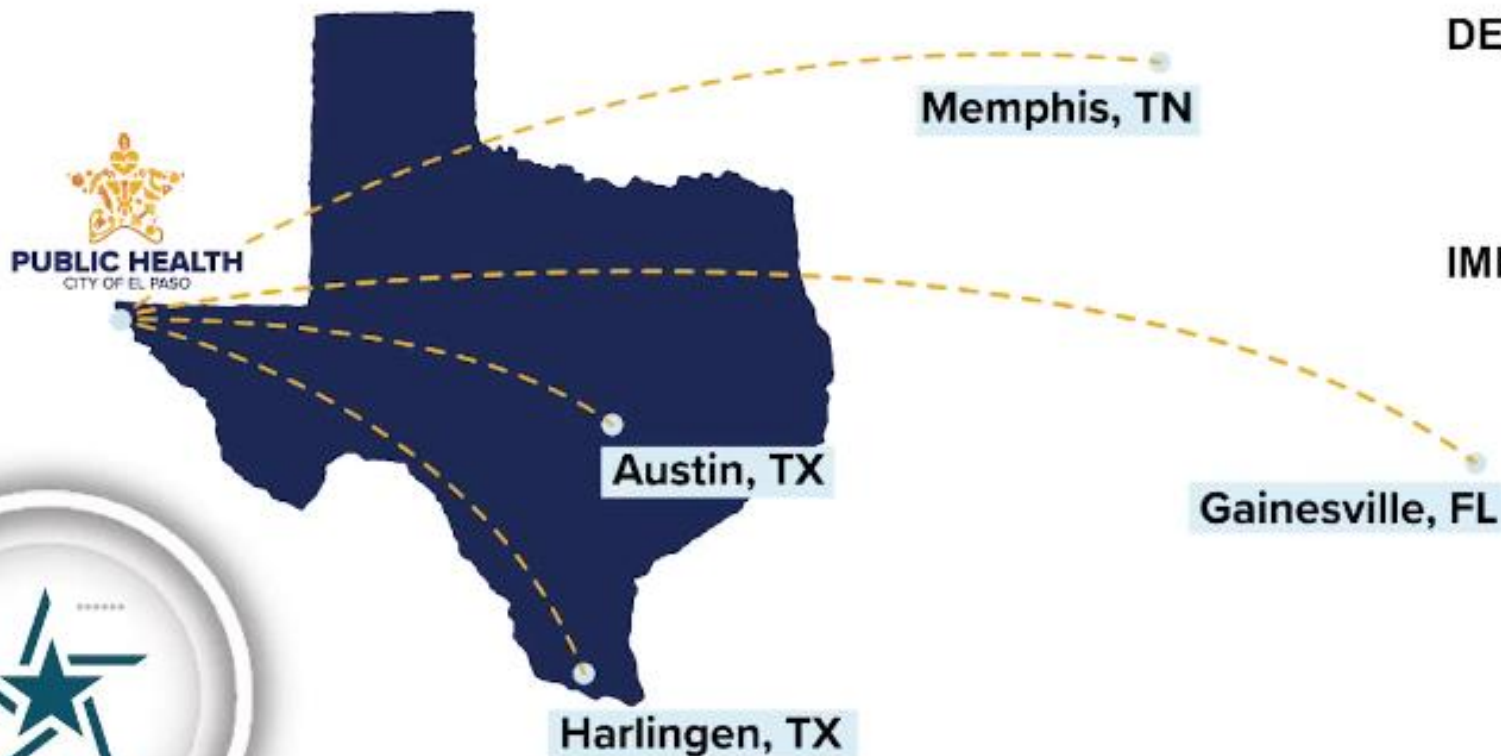 DE
Memphis, TN
PUBLIC HEALTH
CITY OF EL PASO
IM
Austin, TX
Gainesville, FL
Harlingen, TX